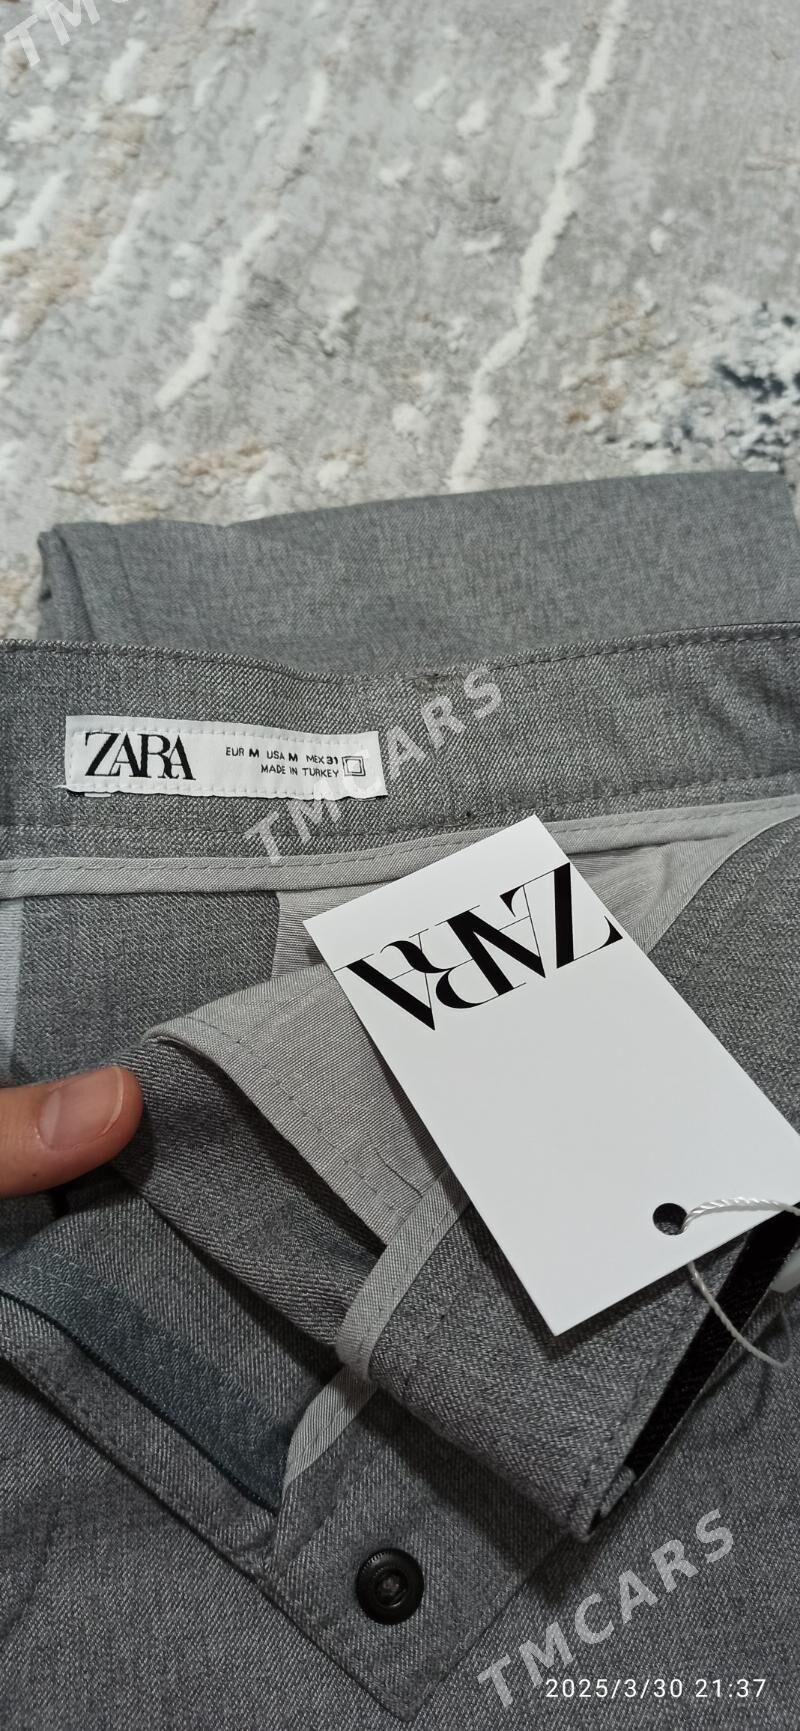 TMCARS
ZARA
EUR M USA M MEX 31
MADE IN TURKEY
TMCARS
ZARA
TMCARS
2025/3/30 21:37